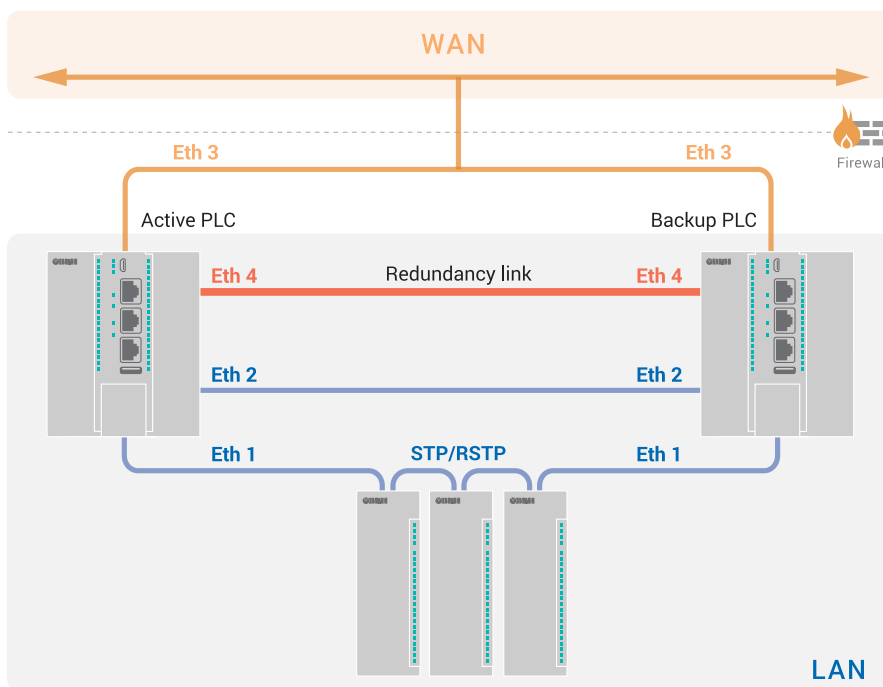 WAN
Eth 3
Eth 3
Firewal
Active PLC
Backup PLC
Eth 4
Redundancy link
Eth 4
Eth 2
Eth 2
Eth 1
STP/RSTP
Eth 1
LAN